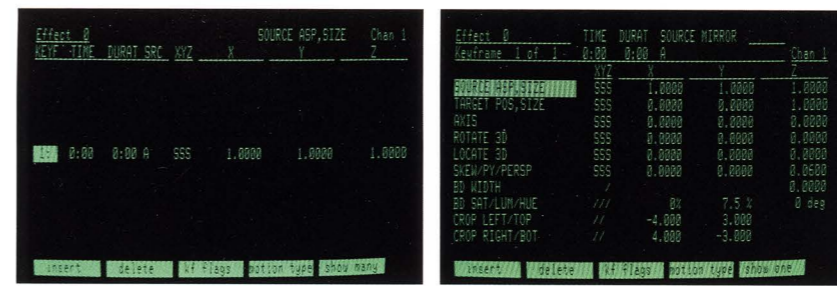 Effect 0 SOURCE ASP,SIZE Chan 1
KEYF TIME DURAT SRC XYZ X Y Z
0:00 0:00 A SSS 1.0000 1.0000 1.0000
insert delete kf flags motion type show many
Effect 0 TIME DURAT SOURCE MIRROR
Keyframe 1 of 1 0:00 0:00 A Chan 1
XYZ X Y Z
SOURCE ASP,SIZE SSS 1.0000 1.0000 1.0000
TARGET POS,SIZE SSS 0.0000 0.0000 1.0000
AXIS SSS 0.0000 0.0000 0.0000
ROTATE 3D SSS 0.0000 0.0000 0.0000
LOCATE 3D SSS 0.0000 0.0000 0.0000
SKEW/PY/PERSP SSS 0.0000 0.0000 0.0600
BD WIDTH / 0.0000
BD SAT/LUM/HUE /// 0% 7.5 % 0 deg
CROP LEFT/TOP // -4.000 3.000
CROP RIGHT/BOT // 4.000 -3.000
insert delete kf flags motion type show one